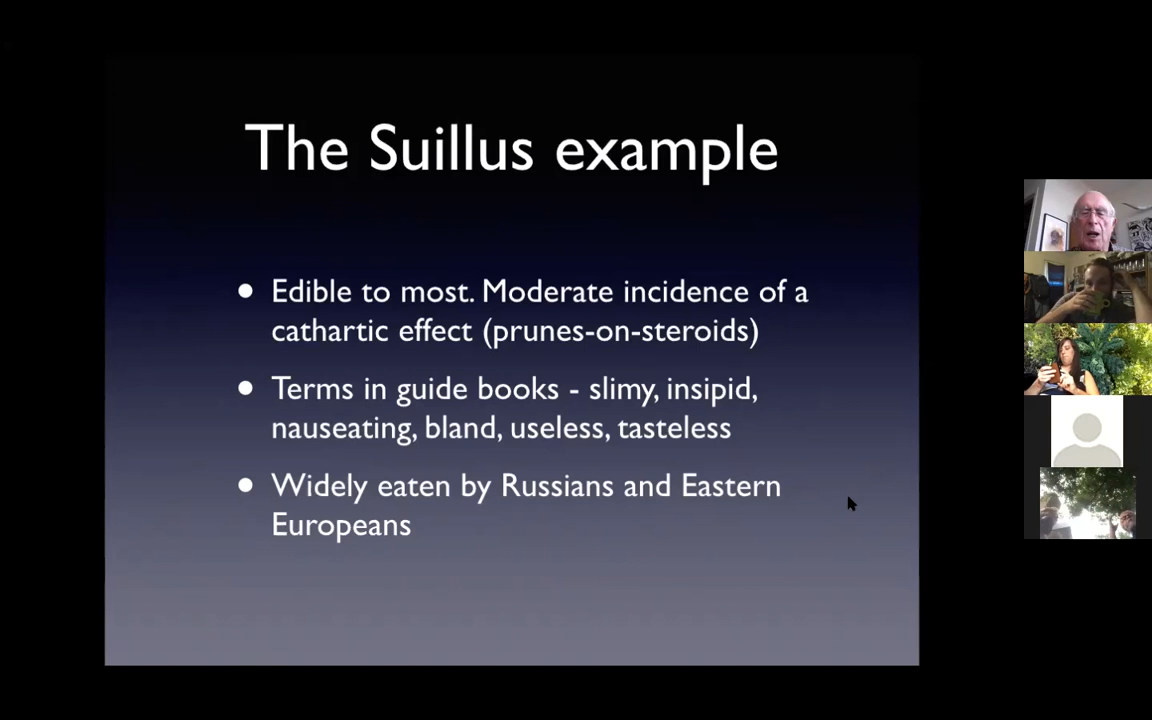 The Suillus example
• Edible to most. Moderate incidence of a
cathartic effect (prunes-on-steroids)
• Terms in guide books - slimy, insipid,
nauseating, bland, useless, tasteless
• Widely eaten by Russians and Eastern
Europeans